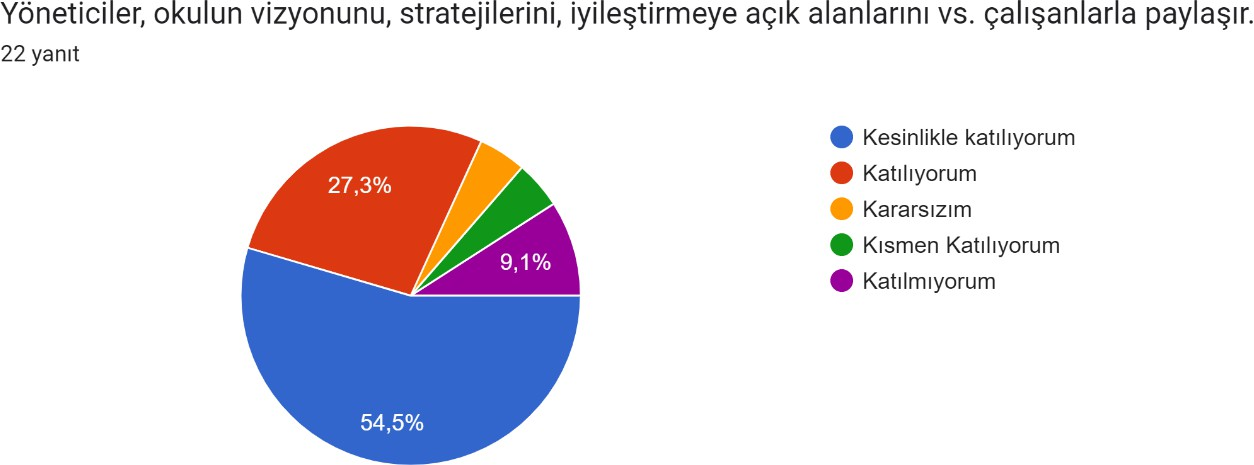 Yöneticiler, okulun vizyonunu, stratejilerini, iyileştirmeye açık alanlarını vs. çalışanlarla paylaşır.
22 yanıt
27,3%
9,1%
54,5%
Kesinlikle katılıyorum
Katılıyorum
Kararsızım
Kısmen Katılıyorum
Katılmıyorum